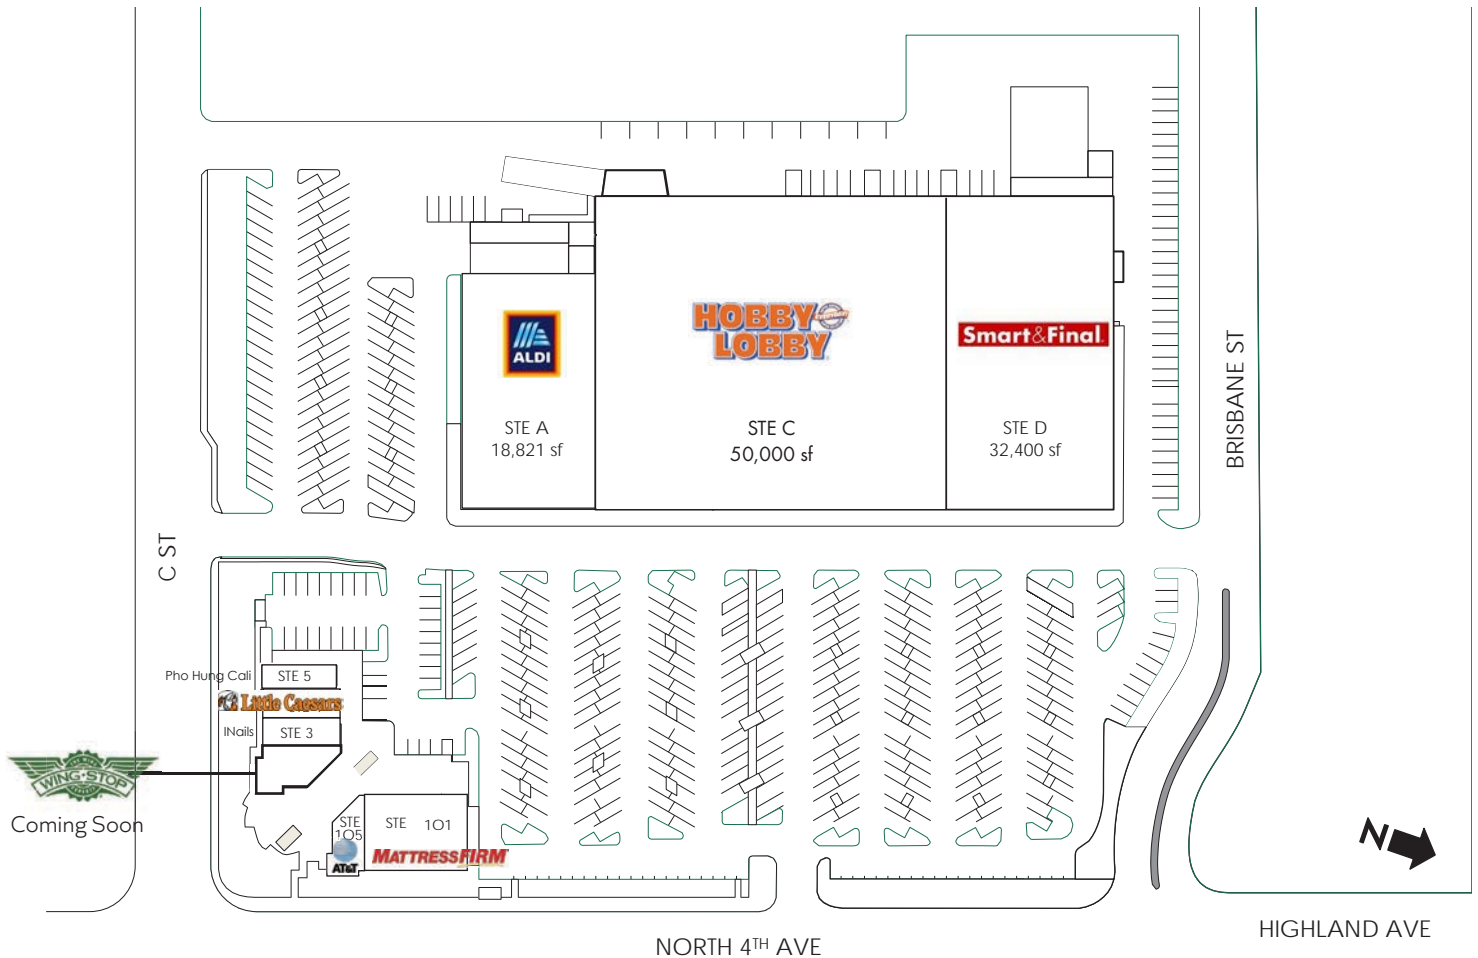 ALDI
HOBBY
LOBBY
Smart&Final.
STE A
18,821 sf
STE C
50,000 sf
STE D
32,400 sf
BRISBANE ST
C ST
Pho Hung Cali
STE 5
Little Caesars
INails
STE 3
WING·STOP
Coming Soon
STE
105
STE 101
AT&T
MATTRESSFIRM
N
NORTH 4TH AVE
HIGHLAND AVE